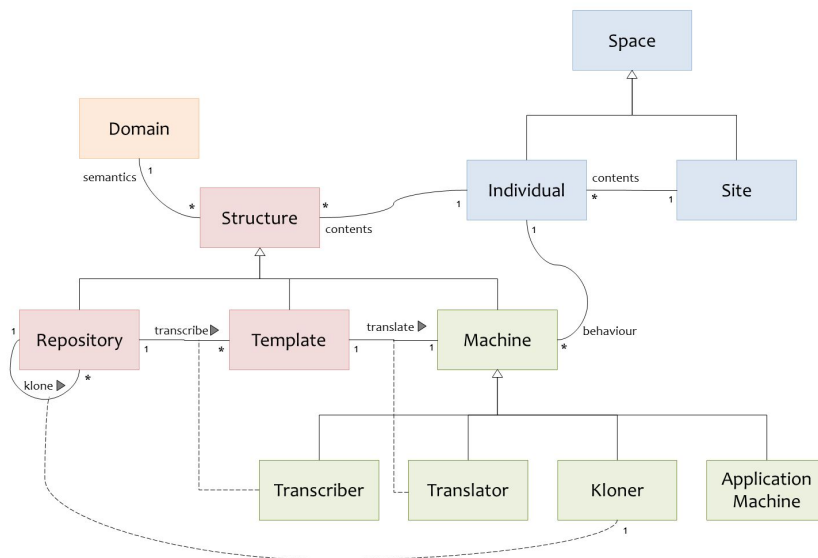 Space
Domain
1
semantics
*
Structure
*
contents
1
Individual
contents
*
1
Site
1
behaviour
*
1
Repository
klone
*
1
transcribe
*
Template
1
translate
1
Machine
Transcriber
Translator
Kloner
1
Application
Machine